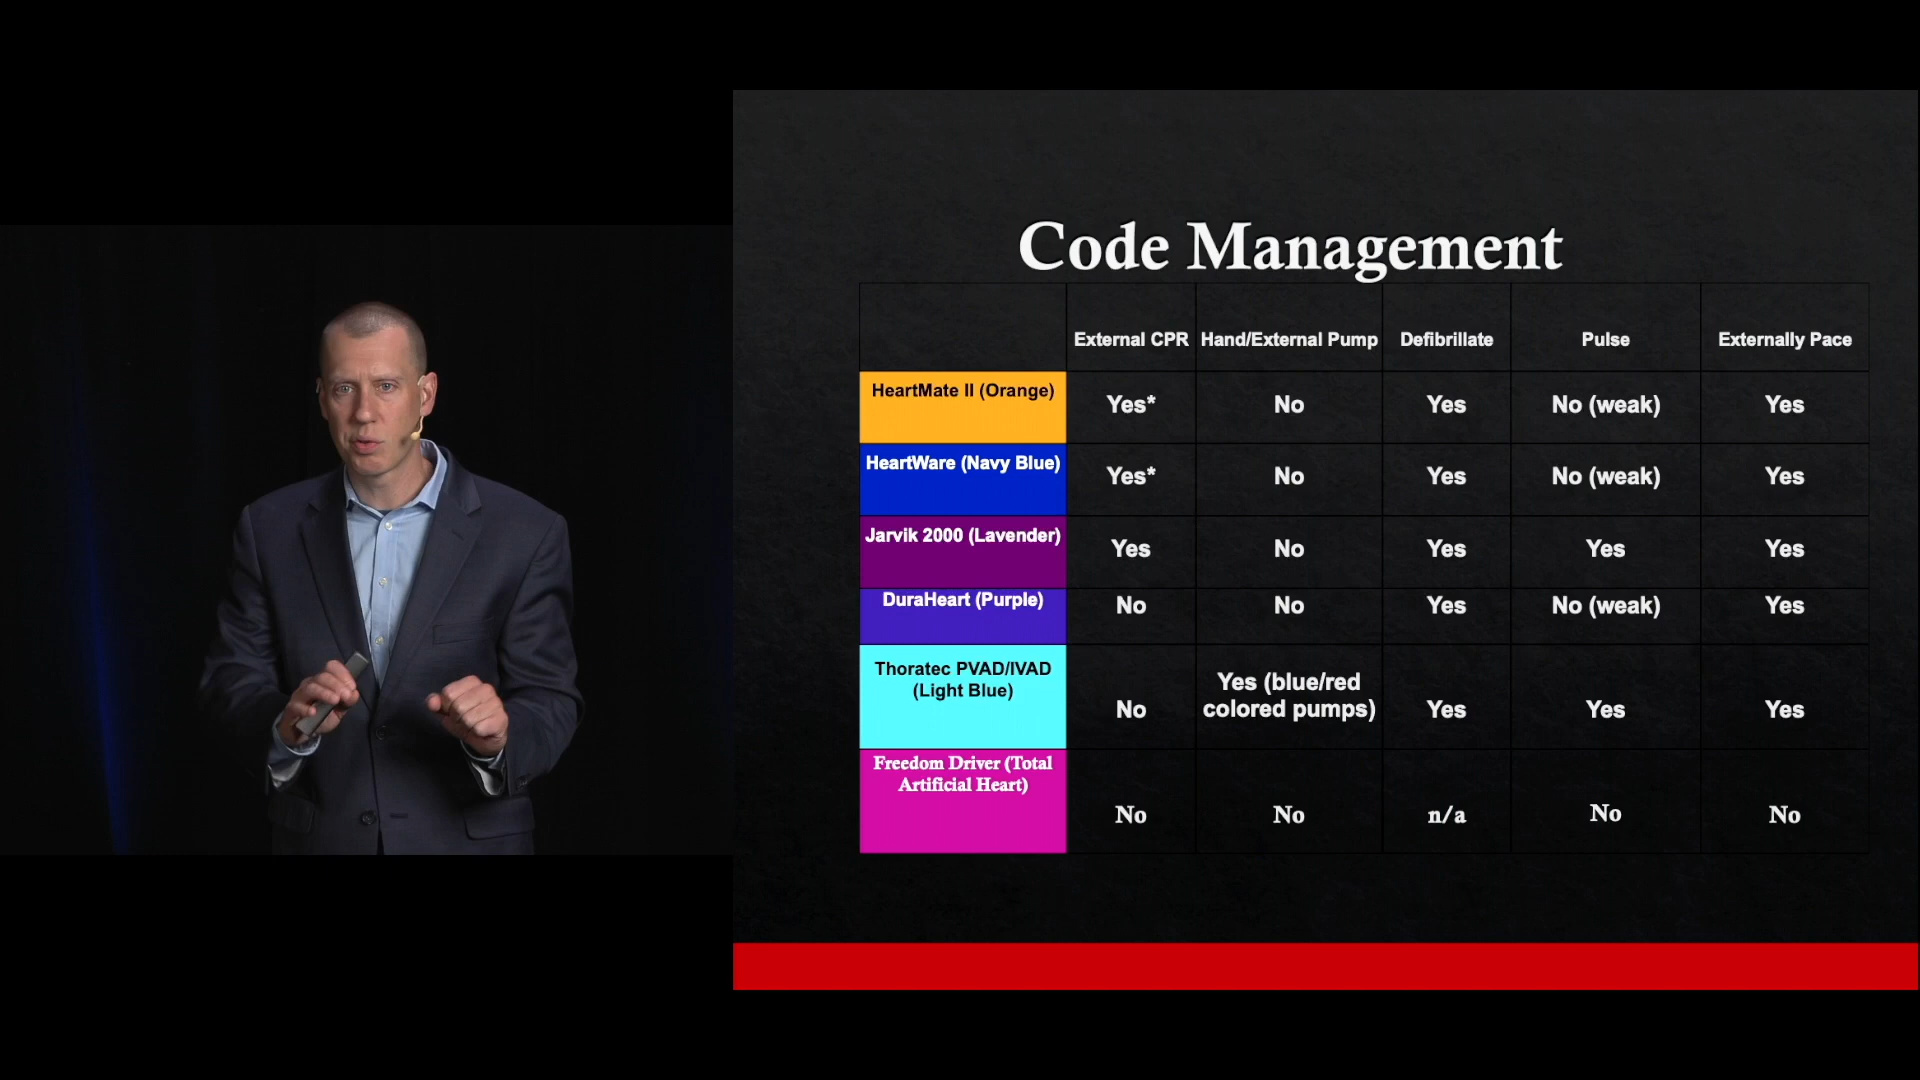 Code Management
External CPR Hand/External Pump Defibrillate Pulse Externally Pace
HeartMate II (Orange) Yes* No Yes No (weak) Yes
HeartWare (Navy Blue) Yes* No Yes No (weak) Yes
Jarvik 2000 (Lavender) Yes No Yes Yes Yes
DuraHeart (Purple) No No Yes No (weak) Yes
Thoratec PVAD/IVAD
(Light Blue)
No
Yes (blue/red
colored pumps)
Yes Yes Yes
Freedom Driver (Total
Artificial Heart)
No No n/a No No